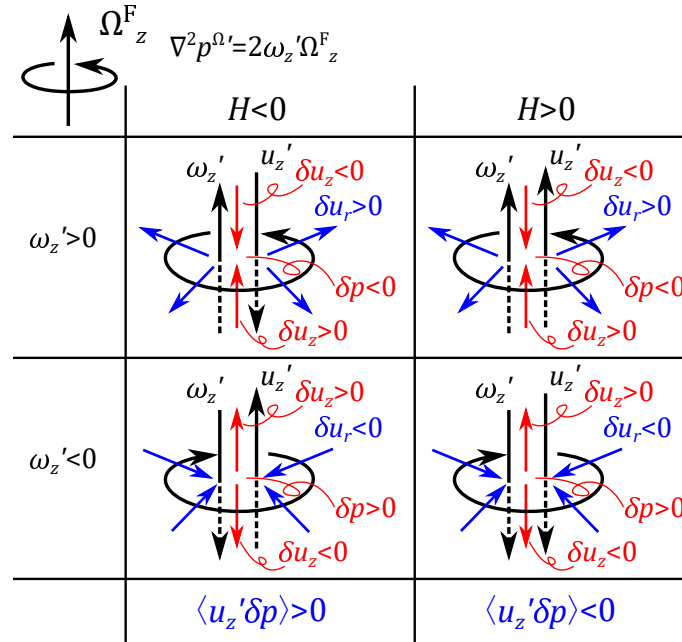 Ω^F_z
∇²p^Ω′=2ω_z′Ω^F_z
H<0 H>0
ω_z′>0
ω_z′ u_z′ δu_z<0
δu_r>0
δp<0
δu_z>0
ω_z′ u_z′ δu_z<0
δu_r>0
δp<0
δu_z>0
ω_z′<0
ω_z′ u_z′ δu_z>0
δu_r<0
δp>0
δu_z<0
ω_z′ u_z′ δu_z>0
δu_r<0
δp>0
δu_z<0
⟨u_z′δp⟩>0 ⟨u_z′δp⟩<0